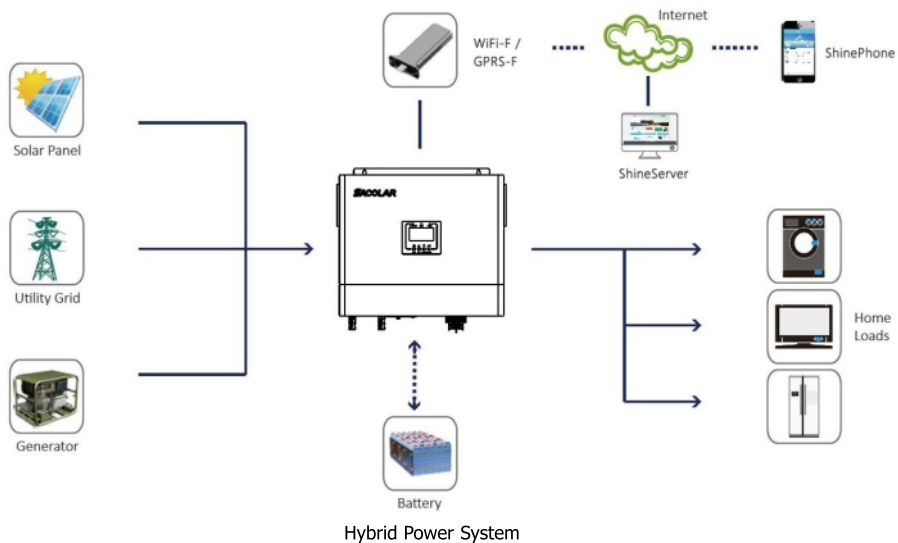 Internet
WiFi-F /
GPRS-F
ShinePhone
Solar Panel
ShineServer
SACOLAR
Utility Grid
Home
Loads
Generator
Battery
Hybrid Power System